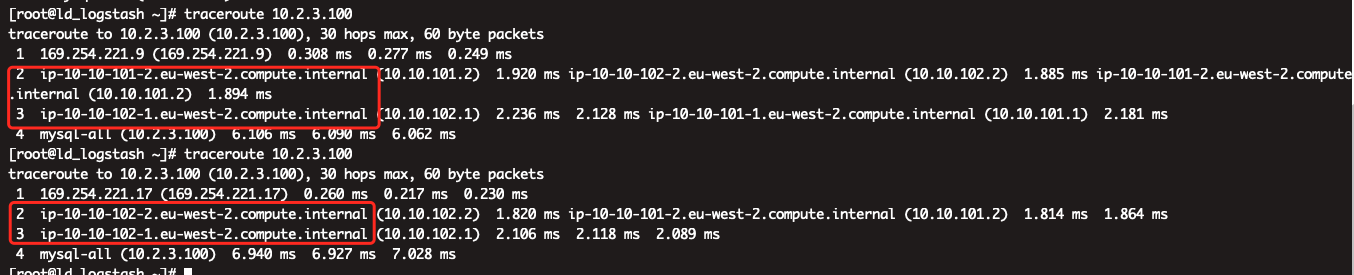 [root@ld_logstash ~]# traceroute 10.2.3.100
traceroute to 10.2.3.100 (10.2.3.100), 30 hops max, 60 byte packets
 1  169.254.221.9 (169.254.221.9)  0.308 ms  0.277 ms  0.249 ms
 2  ip-10-10-101-2.eu-west-2.compute.internal (10.10.101.2)  1.920 ms ip-10-10-102-2.eu-west-2.compute.internal (10.10.102.2)  1.885 ms ip-10-10-101-2.eu-west-2.compute
.internal (10.10.101.2)  1.894 ms
 3  ip-10-10-102-1.eu-west-2.compute.internal (10.10.102.1)  2.236 ms  2.128 ms ip-10-10-101-1.eu-west-2.compute.internal (10.10.101.1)  2.181 ms
 4  mysql-all (10.2.3.100)  6.106 ms  6.090 ms  6.062 ms
[root@ld_logstash ~]# traceroute 10.2.3.100
traceroute to 10.2.3.100 (10.2.3.100), 30 hops max, 60 byte packets
 1  169.254.221.17 (169.254.221.17)  0.260 ms  0.217 ms  0.230 ms
 2  ip-10-10-102-2.eu-west-2.compute.internal (10.10.102.2)  1.820 ms ip-10-10-101-2.eu-west-2.compute.internal (10.10.101.2)  1.814 ms  1.864 ms
 3  ip-10-10-102-1.eu-west-2.compute.internal (10.10.102.1)  2.106 ms  2.118 ms  2.089 ms
 4  mysql-all (10.2.3.100)  6.940 ms  6.927 ms  7.028 ms
[root@ld_logstash ~]#